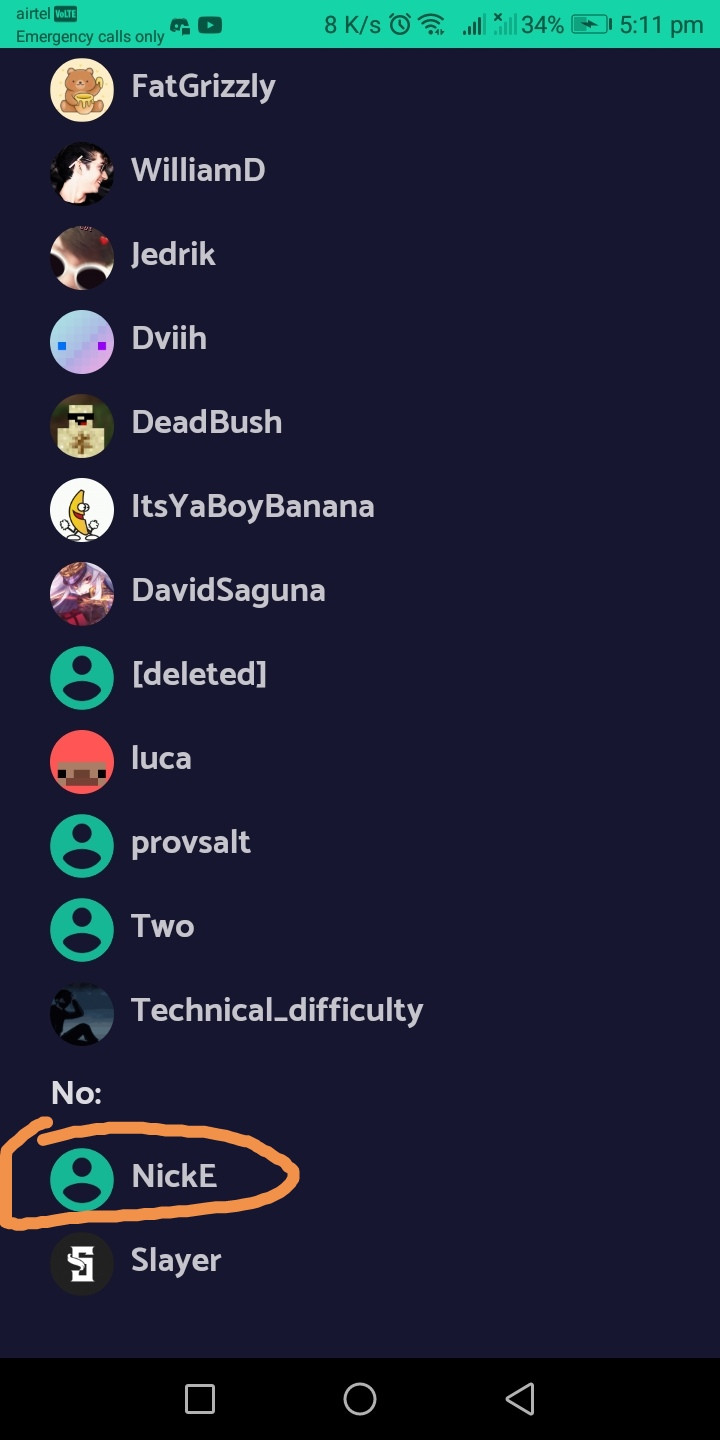 airtel VoLTE
Emergency calls only
8 K/s 34% 5:11 pm
FatGrizzly
WilliamD
Jedrik
Dviih
DeadBush
ItsYaBoyBanana
DavidSaguna
[deleted]
luca
provsalt
Two
Technical_difficulty
No:
NickE
Slayer